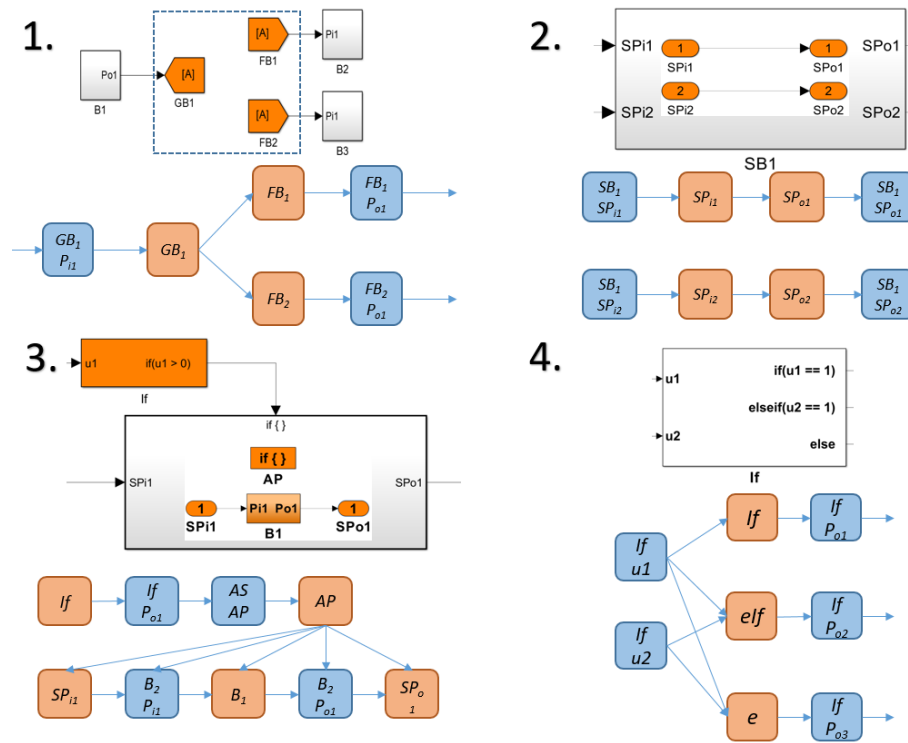 1.
[A]
FB1
Pi1
B2
Po1
B1
[A]
GB1
[A]
FB2
Pi1
B3
GB1
Pi1
GB1
FB1
FB1
Po1
FB2
FB2
Po1
2.
SPi1
1
SPi1
1
SPo1
SPo1
SPi2
2
SPi2
2
SPo2
SPo2
SB1
SB1
SPi1
SPi1
SPo1
SB1
SPo1
SB1
SPi2
SPi2
SPo2
SB1
SPo2
3.
u1 if(u1 > 0)
If
if { }
if { }
AP
SPi1
SPo1
1
SPi1
Pi1 Po1
B1
1
SPo1
If
If
Po1
AS
AP
AP
SPi1
B2
Pi1
B1
B2
Po1
SPo
1
4.
u1
if(u1 == 1)
elseif(u2 == 1)
u2
else
If
If
u1
If
u2
If
If
Po1
eIf
If
Po2
e
If
Po3